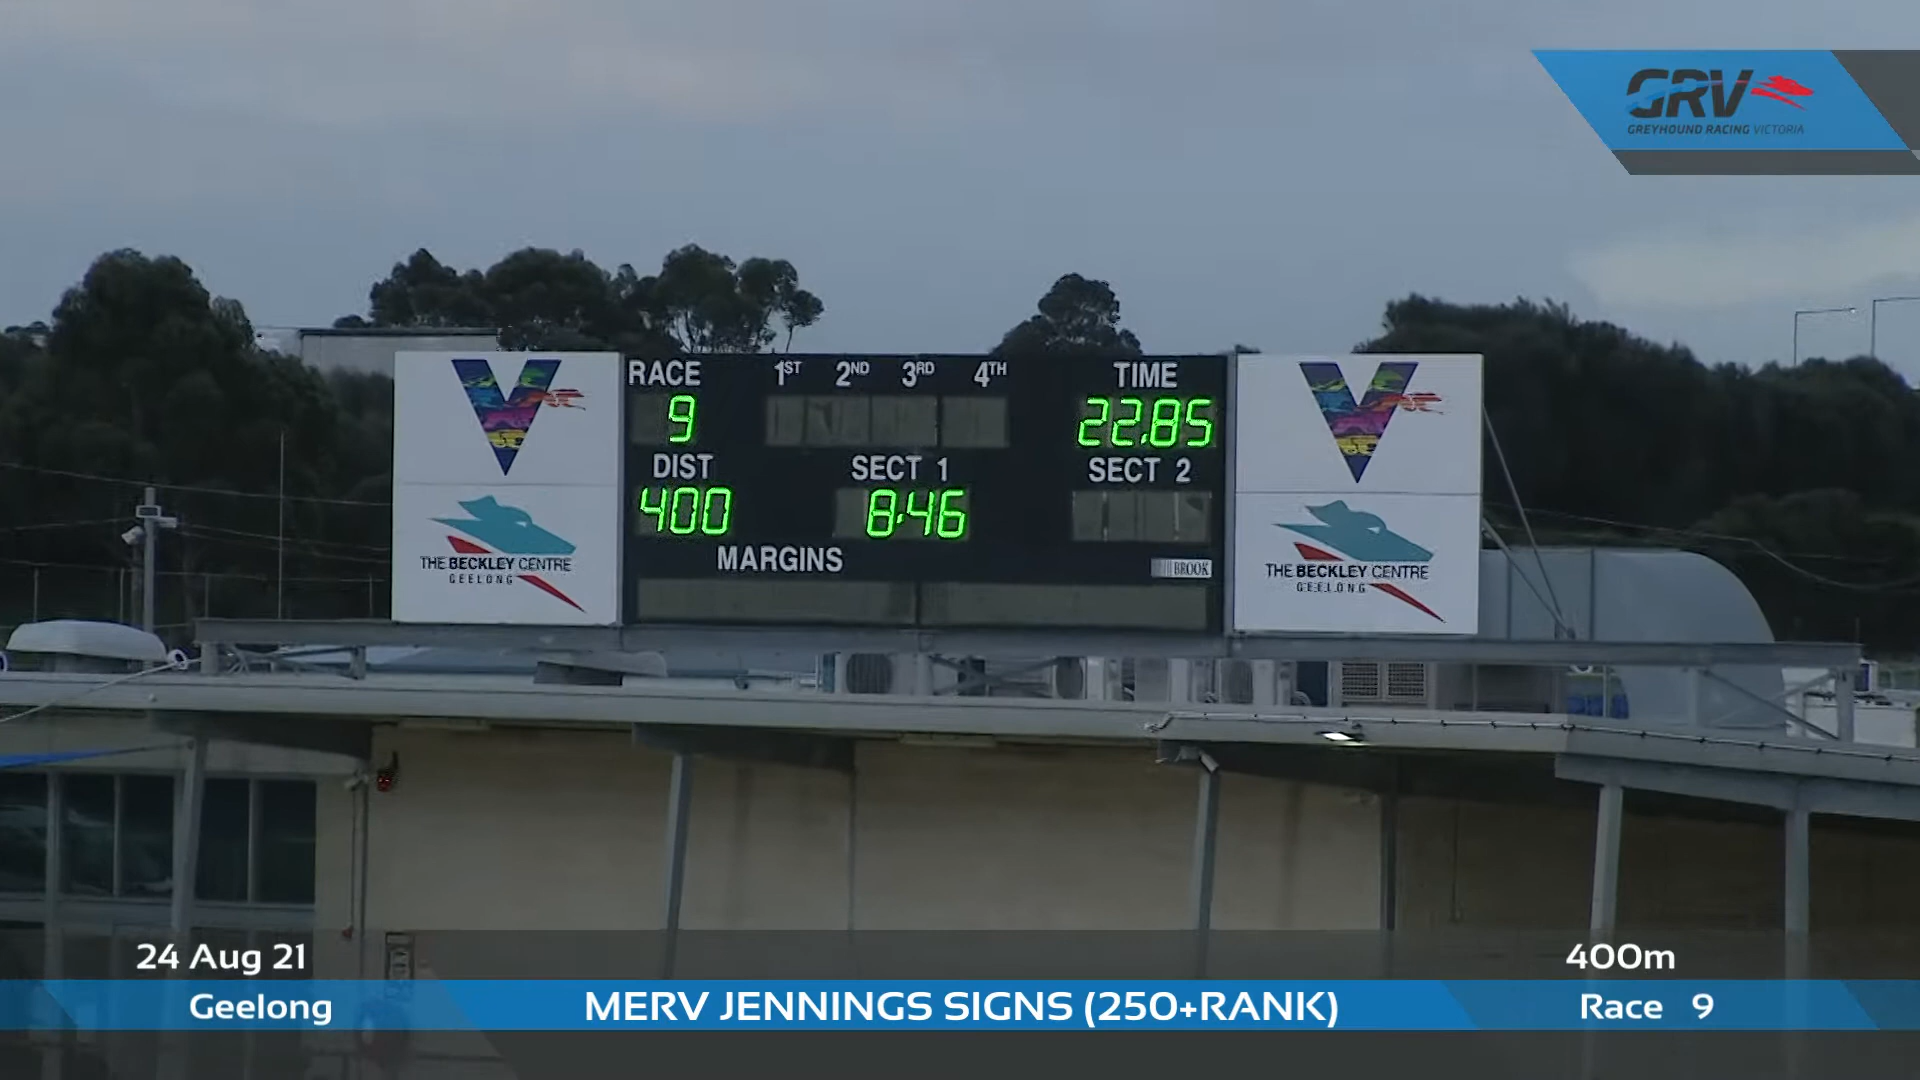 GRV
GREYHOUND RACING VICTORIA
RACE 1ST 2ND 3RD 4TH TIME
9 22.85
DIST SECT 1 SECT 2
400 8.46
MARGINS
BROOK
V
THE BECKLEY CENTRE
GEELONG
V
THE BECKLEY CENTRE
GEELONG
24 Aug 21
400m
Geelong
MERV JENNINGS SIGNS (250+RANK)
Race 9